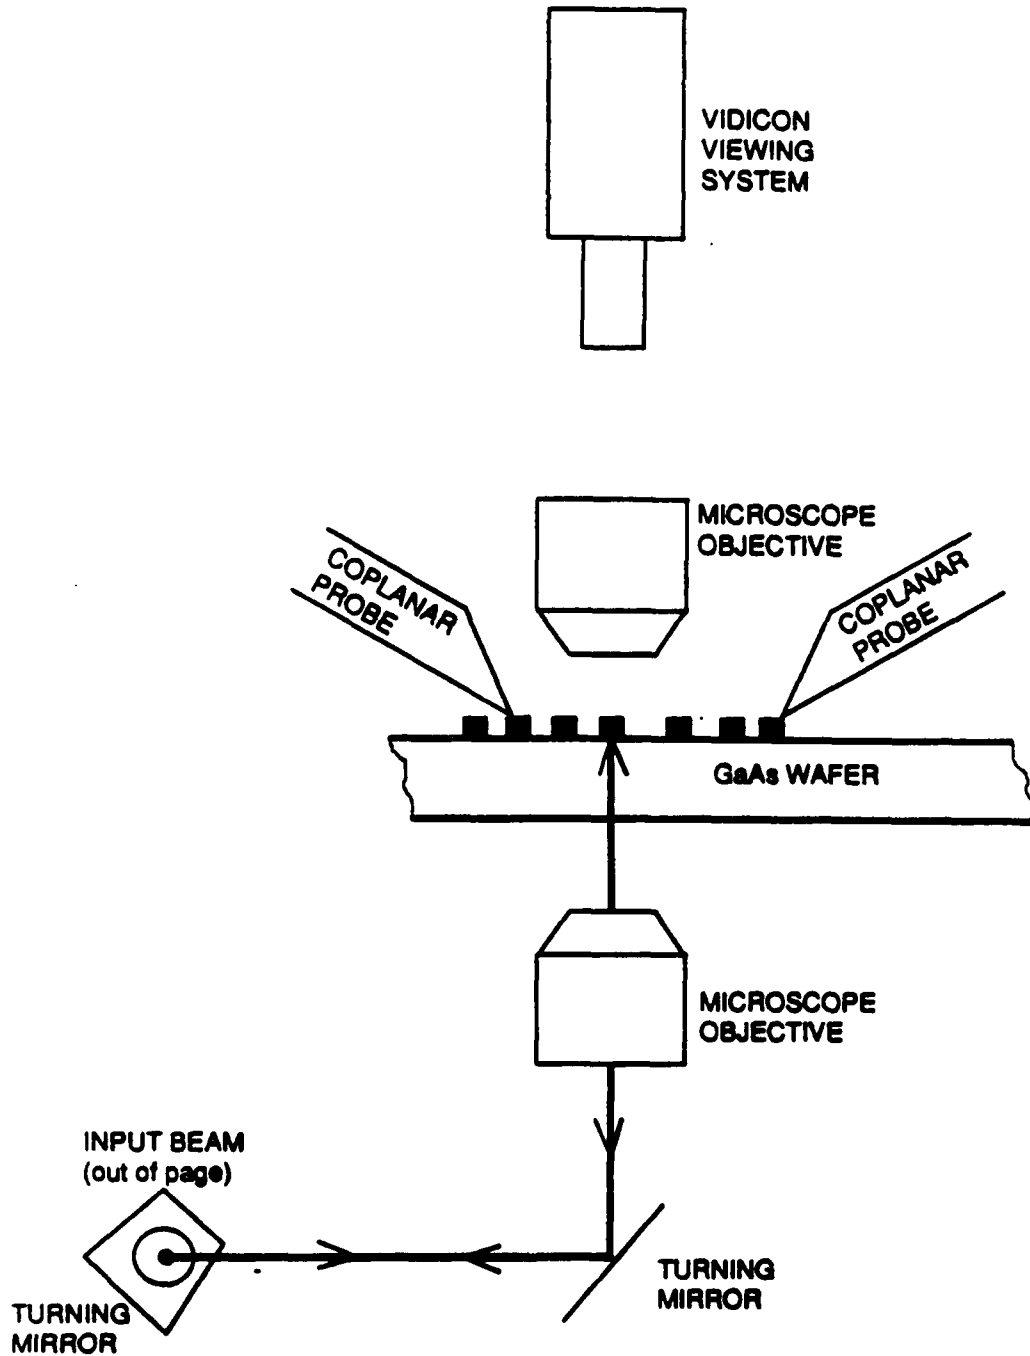 VIDICON
VIEWING
SYSTEM
MICROSCOPE
OBJECTIVE
COPLANAR
PROBE
COPLANAR
PROBE
GaAs WAFER
MICROSCOPE
OBJECTIVE
INPUT BEAM
(out of page)
TURNING
MIRROR
TURNING
MIRROR